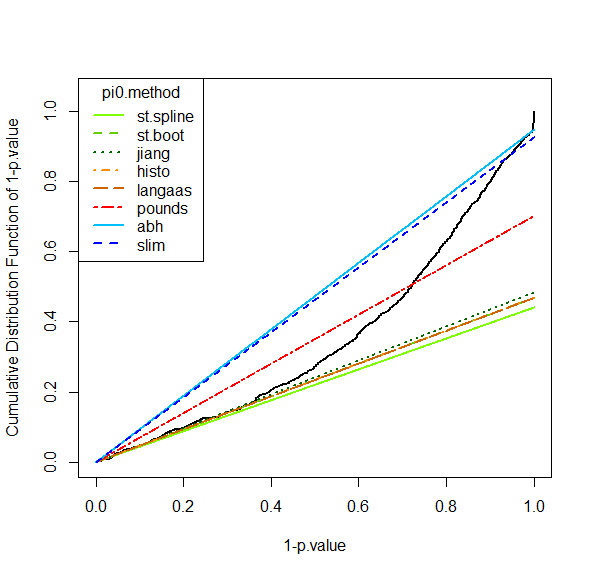 pi0.method
st.spline
st.boot
jiang
histo
langaas
pounds
abh
slim
Cumulative Distribution Function of 1-p.value
1.0
0.8
0.6
0.4
0.2
0.0
0.0 0.2 0.4 0.6 0.8 1.0
1-p.value